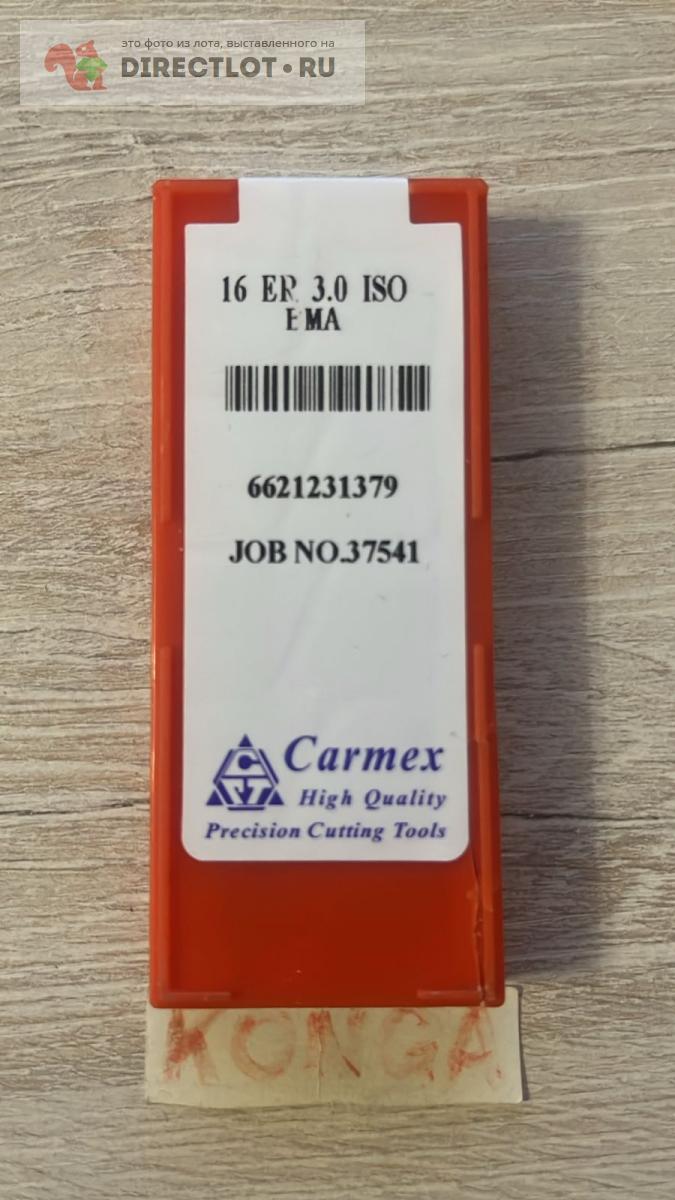 это фото из лота, выставленного на
DIRECTLOT•RU
16 ER 3.0 ISO
BMA
6621231379
JOB NO.37541
Carmex
High Quality
Precision Cutting Tools
KONGA